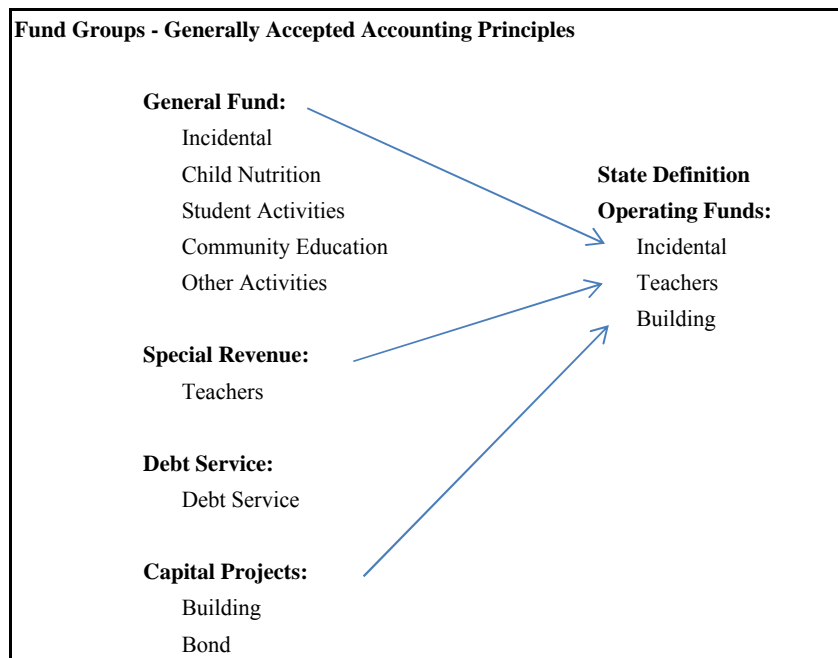 Fund Groups - Generally Accepted Accounting Principles
General Fund:
Incidental
Child Nutrition
Student Activities
Community Education
Other Activities
Special Revenue:
Teachers
Debt Service:
Debt Service
Capital Projects:
Building
Bond
State Definition
Operating Funds:
Incidental
Teachers
Building